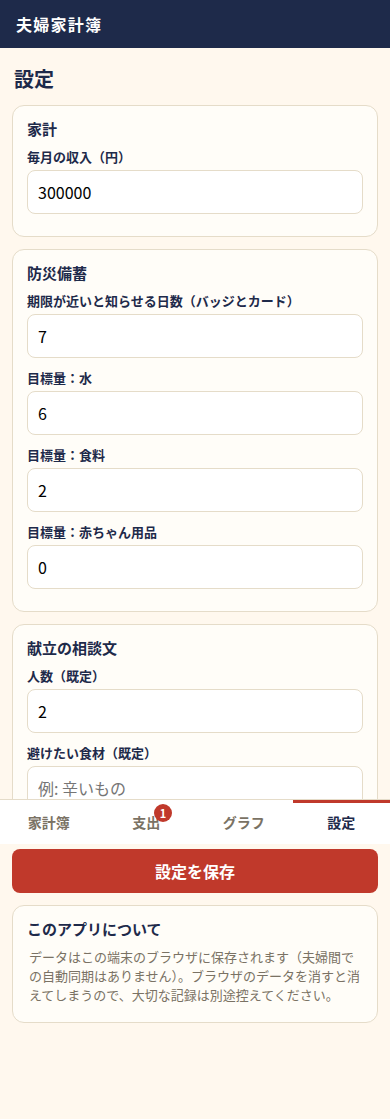 夫婦家計簿
設定
家計
毎月の収入（円）
300000
防災備蓄
期限が近いと知らせる日数（バッジとカード）
7
目標量：水
6
目標量：食料
2
目標量：赤ちゃん用品
0
献立の相談文
人数（既定）
2
避けたい食材（既定）
例: 辛いもの
家計簿
支出
1
グラフ
設定
設定を保存
このアプリについて
データはこの端末のブラウザに保存されます（夫婦間で
の自動同期はありません）。ブラウザのデータを消すと消
えてしまうので、大切な記録は別途控えてください。